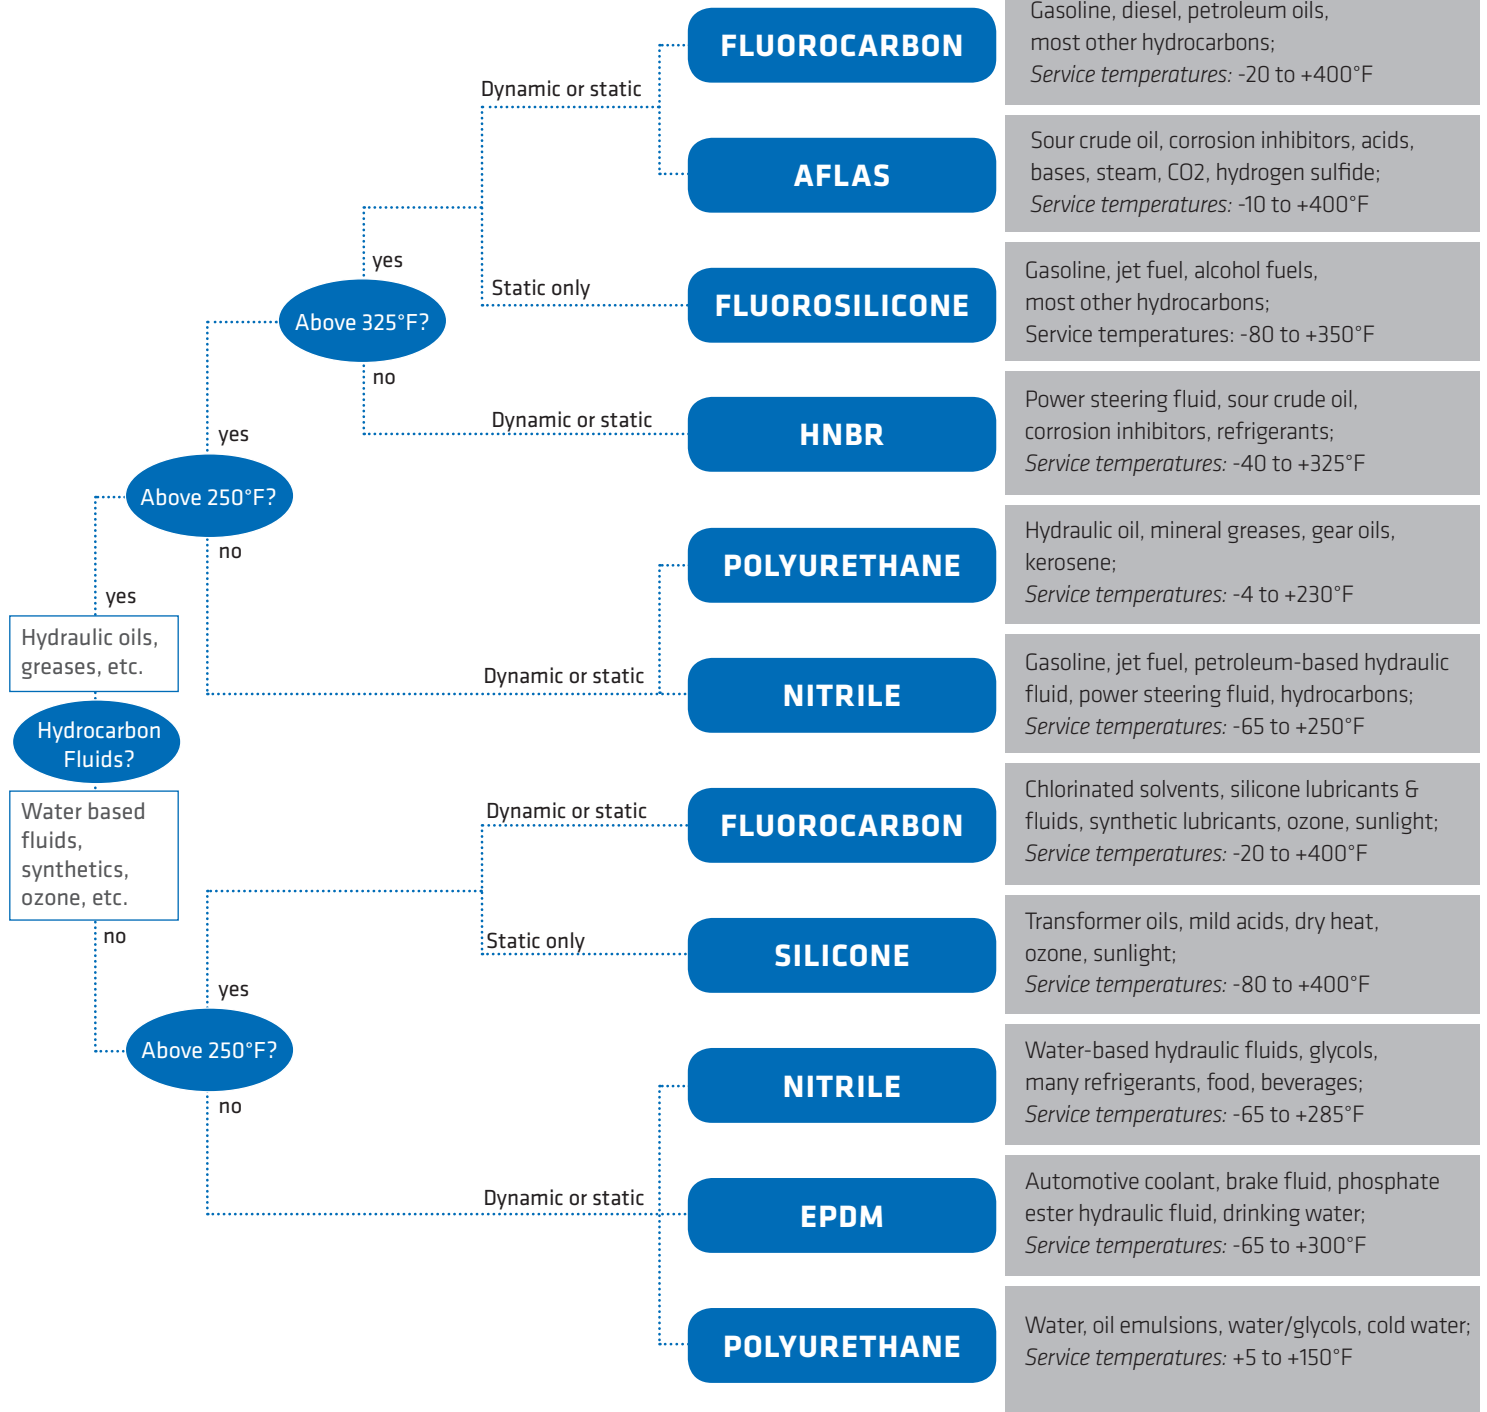 Gasoline, diesel, petroleum oils,
most other hydrocarbons;
Service temperatures: -20 to +400°F
FLUOROCARBON
Dynamic or static
AFLAS
Sour crude oil, corrosion inhibitors, acids,
bases, steam, CO2, hydrogen sulfide;
Service temperatures: -10 to +400°F
yes
Above 325°F?
Static only
FLUOROSILICONE
Gasoline, jet fuel, alcohol fuels,
most other hydrocarbons;
Service temperatures: -80 to +350°F
no
Dynamic or static
HNBR
Power steering fluid, sour crude oil,
corrosion inhibitors, refrigerants;
Service temperatures: -40 to +325°F
yes
Above 250°F?
no
POLYURETHANE
Hydraulic oil, mineral greases, gear oils,
kerosene;
Service temperatures: -4 to +230°F
yes
Hydraulic oils,
greases, etc.
Dynamic or static
NITRILE
Gasoline, jet fuel, petroleum-based hydraulic
fluid, power steering fluid, hydrocarbons;
Service temperatures: -65 to +250°F
Hydrocarbon
Fluids?
Water based
fluids,
synthetics,
ozone, etc.
no
Dynamic or static
FLUOROCARBON
Chlorinated solvents, silicone lubricants &
fluids, synthetic lubricants, ozone, sunlight;
Service temperatures: -20 to +400°F
Static only
SILICONE
Transformer oils, mild acids, dry heat,
ozone, sunlight;
Service temperatures: -80 to +400°F
yes
Above 250°F?
no
NITRILE
Water-based hydraulic fluids, glycols,
many refrigerants, food, beverages;
Service temperatures: -65 to +285°F
Dynamic or static
EPDM
Automotive coolant, brake fluid, phosphate
ester hydraulic fluid, drinking water;
Service temperatures: -65 to +300°F
POLYURETHANE
Water, oil emulsions, water/glycols, cold water;
Service temperatures: +5 to +150°F